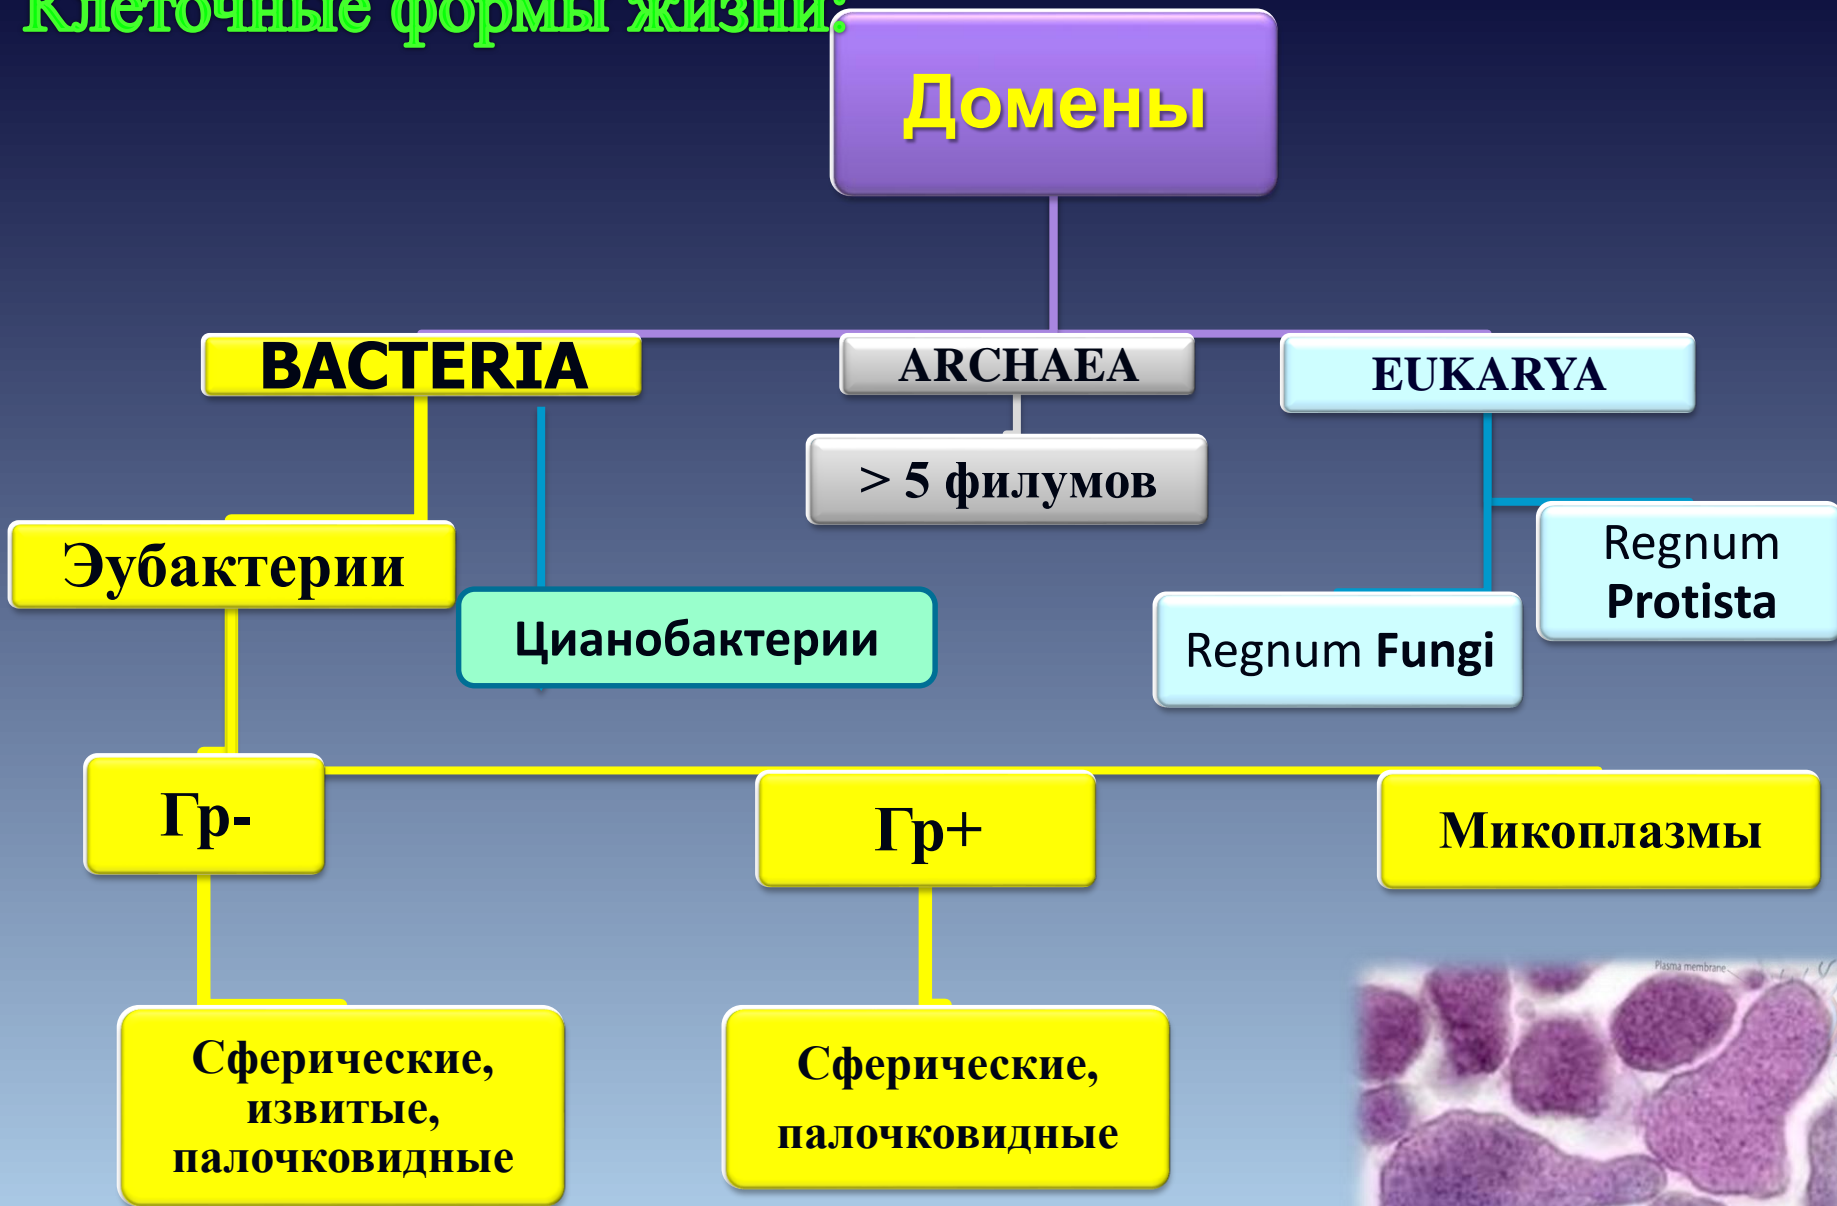 Клеточные формы жизни:
Домены
BACTERIA
ARCHAEA
EUKARYA
> 5 филумов
Эубактерии
Цианобактерии
Regnum Fungi
Regnum
Protista
Гр-
Гр+
Микоплазмы
Сферические,
извитые,
палочковидные
Сферические,
палочковидные
Plasma membrane